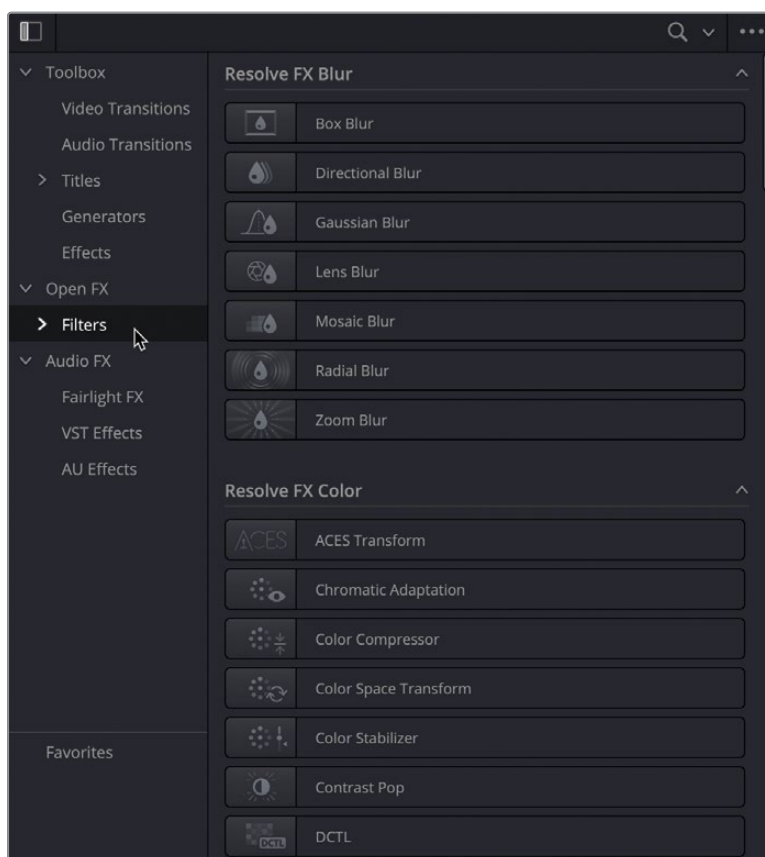 Toolbox
Video Transitions
Audio Transitions
Titles
Generators
Effects
Open FX
Filters
Audio FX
Fairlight FX
VST Effects
AU Effects
Favorites
Resolve FX Blur
Box Blur
Directional Blur
Gaussian Blur
Lens Blur
Mosaic Blur
Radial Blur
Zoom Blur
Resolve FX Color
ACES ACES Transform
Chromatic Adaptation
Color Compressor
Color Space Transform
Color Stabilizer
Contrast Pop
DCTL DCTL